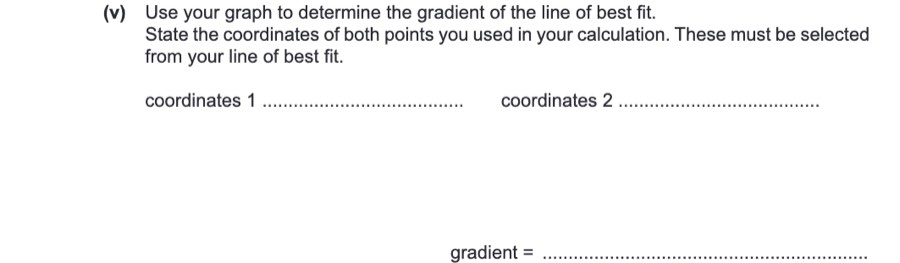 (v) Use your graph to determine the gradient of the line of best fit.
State the coordinates of both points you used in your calculation. These must be selected
from your line of best fit.
coordinates 1 ....................................... coordinates 2 .......................................
gradient = ...............................................................